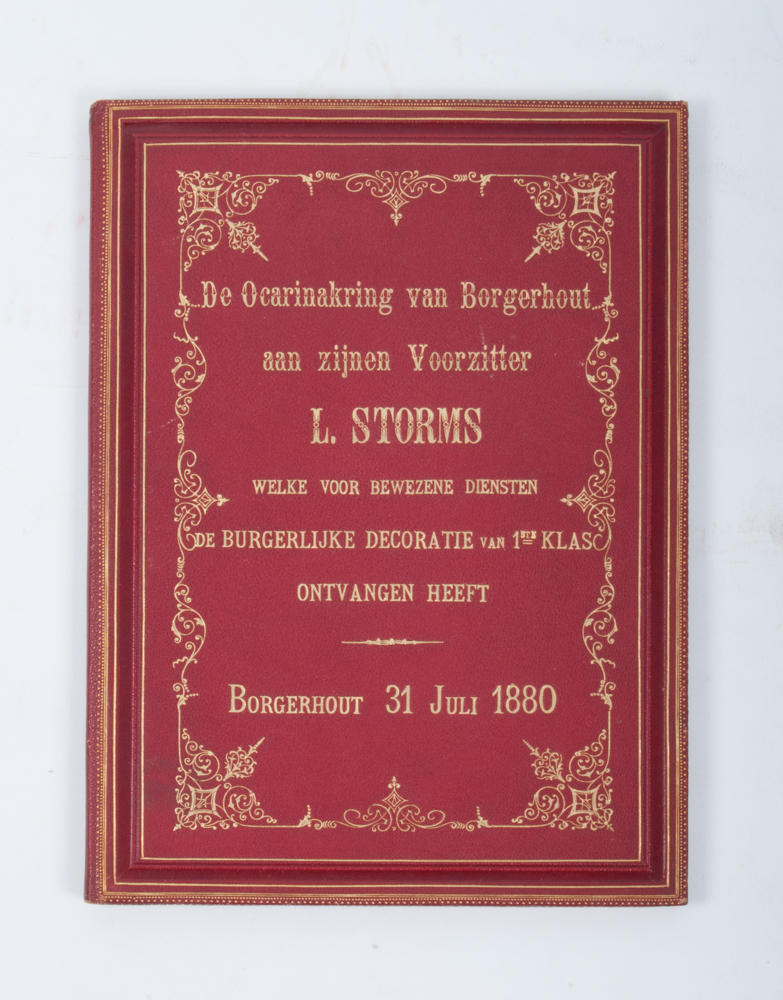 De Ocarinakring van Borgerhout
aan zijnen Voorzitter
L. STORMS
WELKE VOOR BEWEZENE DIENSTEN
DE BURGERLIJKE DECORATIE VAN 1STE KLAS
ONTVANGEN HEEFT
BORGERHOUT 31 JULI 1880